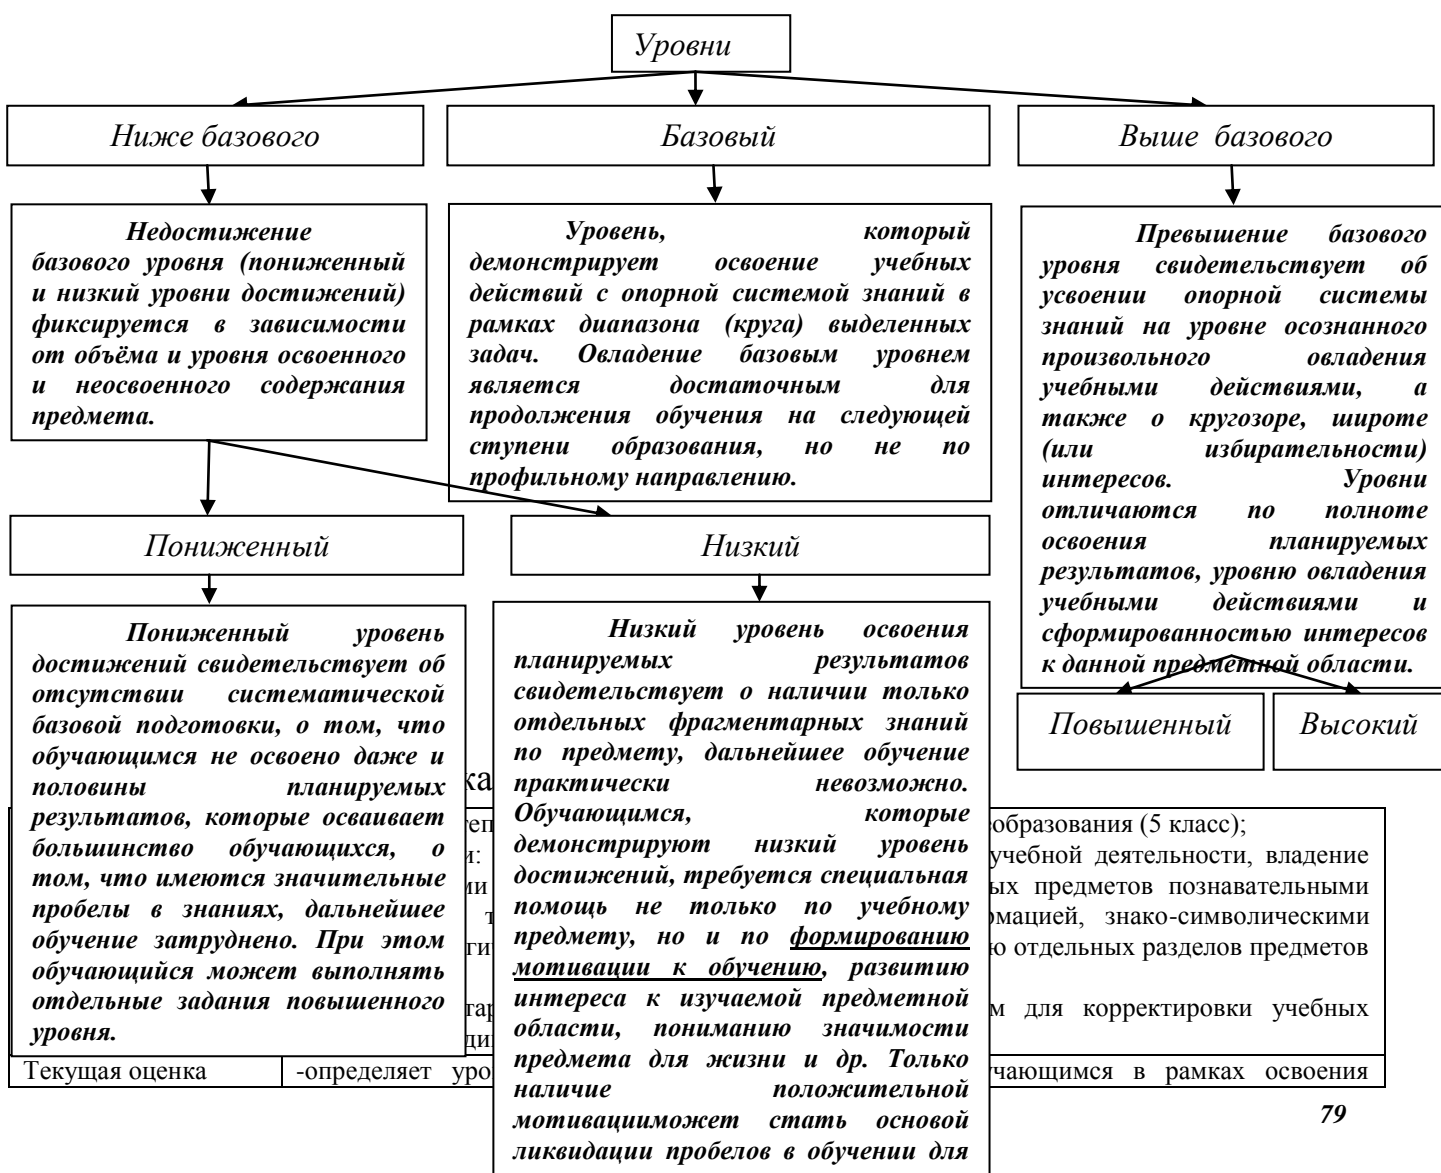 Уровни
Ниже базового
Базовый
Выше базового
Недостижение
базового уровня (пониженный
и низкий уровни достижений)
фиксируется в зависимости
от объёма и уровня освоенного
и неосвоенного содержания
предмета.
Уровень, который
демонстрирует освоение учебных
действий с опорной системой знаний в
рамках диапазона (круга) выделенных
задач. Овладение базовым уровнем
является достаточным для
продолжения обучения на следующей
ступени образования, но не по
профильному направлению.
Превышение базового
уровня свидетельствует об
усвоении опорной системы
знаний на уровне осознанного
произвольного овладения
учебными действиями, а
также о кругозоре, широте
(или избирательности)
интересов. Уровни
отличаются по полноте
освоения планируемых
результатов, уровню овладения
учебными действиями и
сформированностью интересов
к данной предметной области.
Пониженный
Низкий
Повышенный
Высокий
Пониженный уровень
достижений свидетельствует об
отсутствии систематической
базовой подготовки, о том, что
обучающимся не освоено даже и
половины планируемых
результатов, которые осваивает
большинство обучающихся, о
том, что имеются значительные
пробелы в знаниях, дальнейшее
обучение затруднено. При этом
обучающийся может выполнять
отдельные задания повышенного
уровня.
Низкий уровень освоения
планируемых результатов
свидетельствует о наличии только
отдельных фрагментарных знаний
по предмету, дальнейшее обучение
практически невозможно.
Обучающимся, которые
демонстрируют низкий уровень
достижений, требуется специальная
помощь не только по учебному
предмету, но и по формированию
мотивации к обучению, развитию
интереса к изучаемой предметной
области, пониманию значимости
предмета для жизни и др. Только
наличие положительной
мотивацииможет стать основой
ликвидации пробелов в обучении для
образования (5 класс);
учебной деятельности, владение
предметов познавательными
знако-символическими
отдельных разделов предметов
для корректировки учебных
Текущая оценка
-определяет
в рамках освоения
79